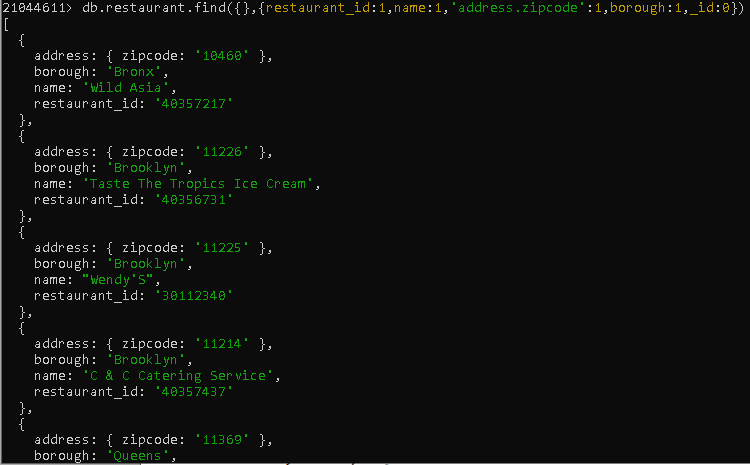 21044611> db.restaurant.find({},{restaurant_id:1,name:1,'address.zipcode':1,borough:1,_id:0})
[
  {
    address: { zipcode: '10460' },
    borough: 'Bronx',
    name: 'Wild Asia',
    restaurant_id: '40357217'
  },
  {
    address: { zipcode: '11226' },
    borough: 'Brooklyn',
    name: 'Taste The Tropics Ice Cream',
    restaurant_id: '40356731'
  },
  {
    address: { zipcode: '11225' },
    borough: 'Brooklyn',
    name: "Wendy'S",
    restaurant_id: '30112340'
  },
  {
    address: { zipcode: '11214' },
    borough: 'Brooklyn',
    name: 'C & C Catering Service',
    restaurant_id: '40357437'
  },
  {
    address: { zipcode: '11369' },
    borough: 'Queens',